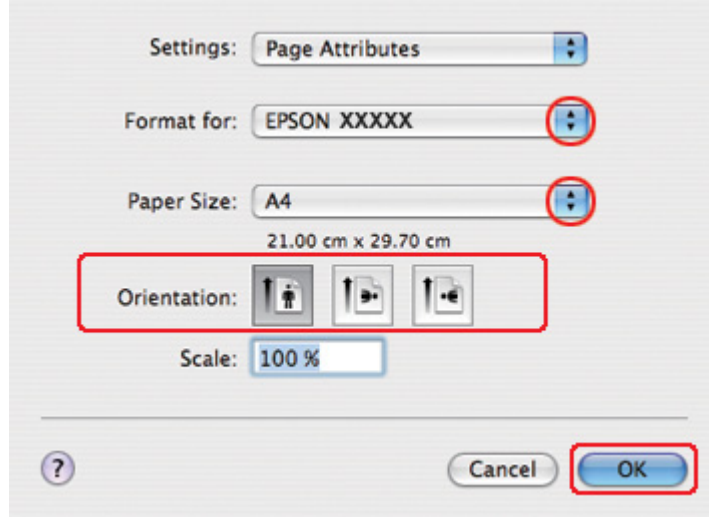 Settings: Page Attributes
Format for: EPSON XXXXX
Paper Size: A4
21.00 cm x 29.70 cm
Orientation:
Scale: 100 %
? Cancel OK